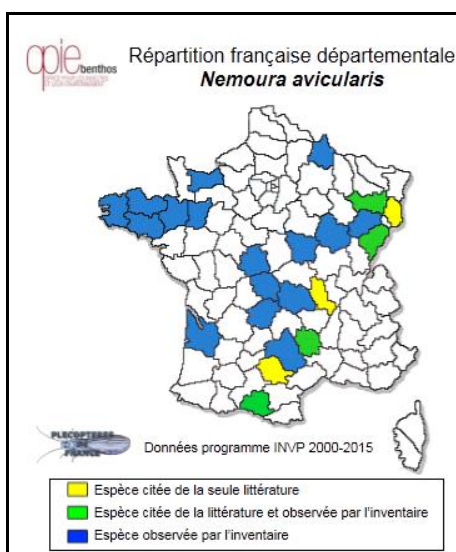 opie/benthos
Répartition française départementale
Nemoura avicularis
PLECOPTERES
DE
FRANCE
Données programme INVP 2000-2015
Espèce citée de la seule littérature
Espèce citée de la littérature et observée par l'inventaire
Espèce observée par l'inventaire